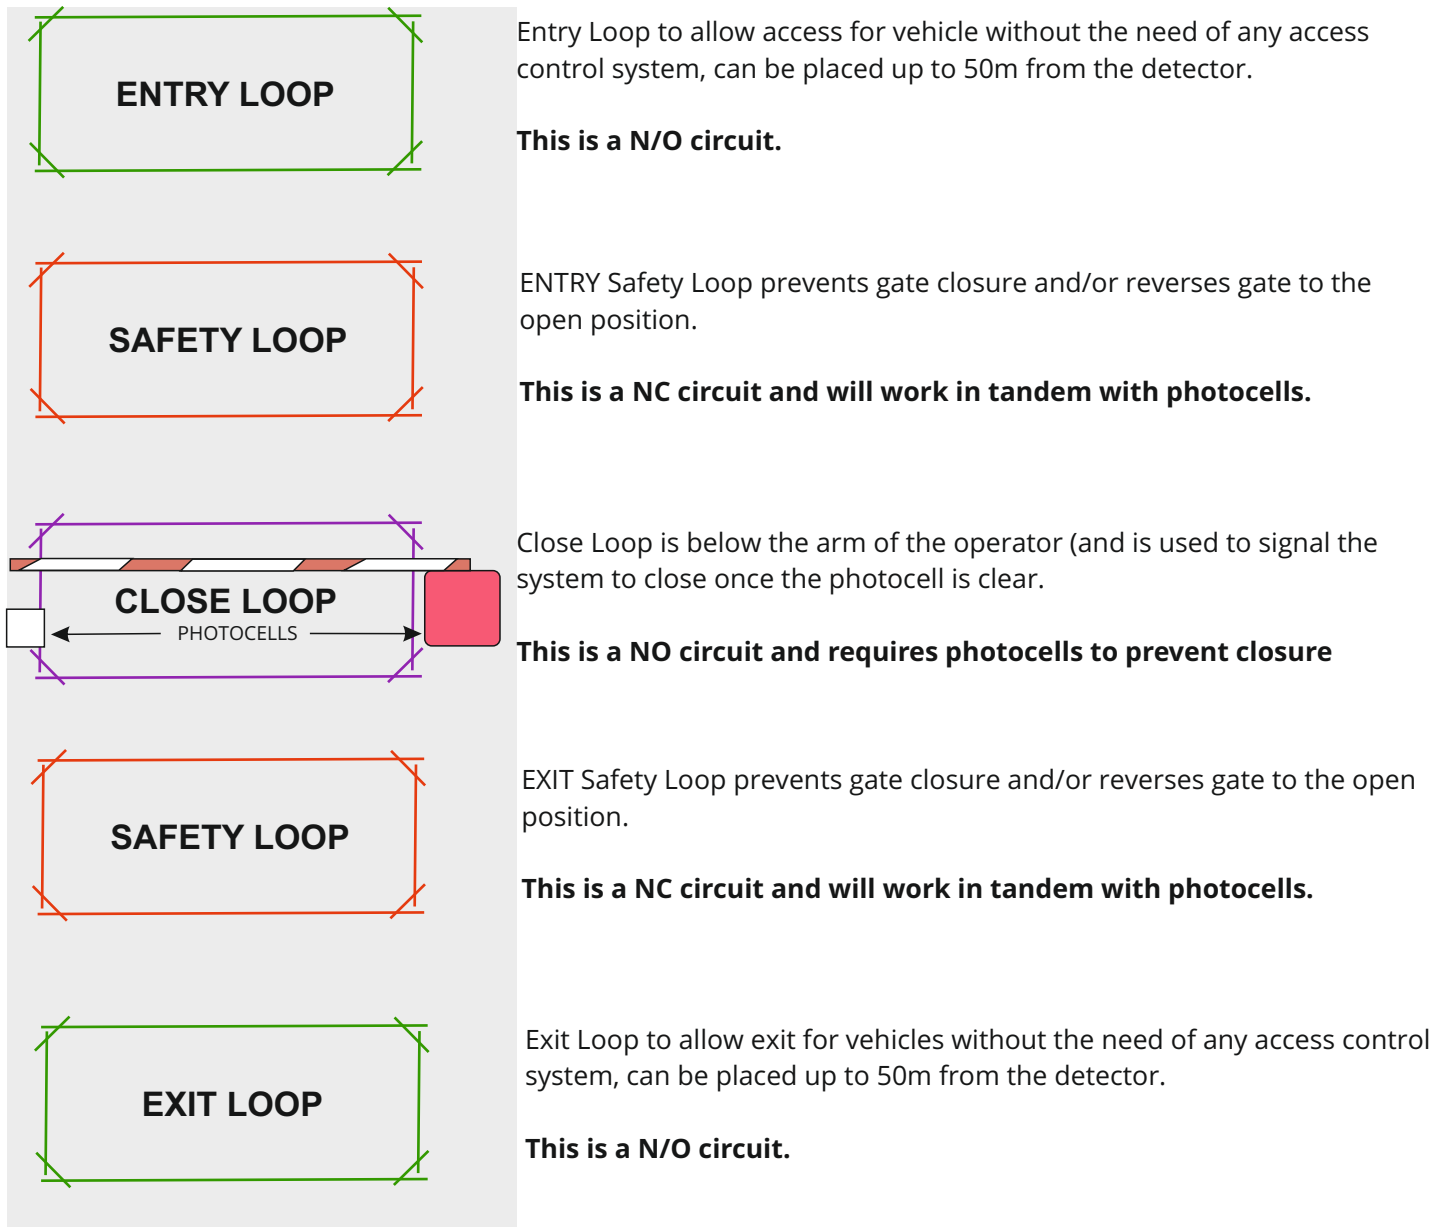 ENTRY LOOP
Entry Loop to allow access for vehicle without the need of any access
control system, can be placed up to 50m from the detector.
This is a N/O circuit.
SAFETY LOOP
ENTRY Safety Loop prevents gate closure and/or reverses gate to the
open position.
This is a NC circuit and will work in tandem with photocells.
CLOSE LOOP
PHOTOCELLS
Close Loop is below the arm of the operator (and is used to signal the
system to close once the photocell is clear.
This is a NO circuit and requires photocells to prevent closure
SAFETY LOOP
EXIT Safety Loop prevents gate closure and/or reverses gate to the open
position.
This is a NC circuit and will work in tandem with photocells.
EXIT LOOP
Exit Loop to allow exit for vehicles without the need of any access control
system, can be placed up to 50m from the detector.
This is a N/O circuit.